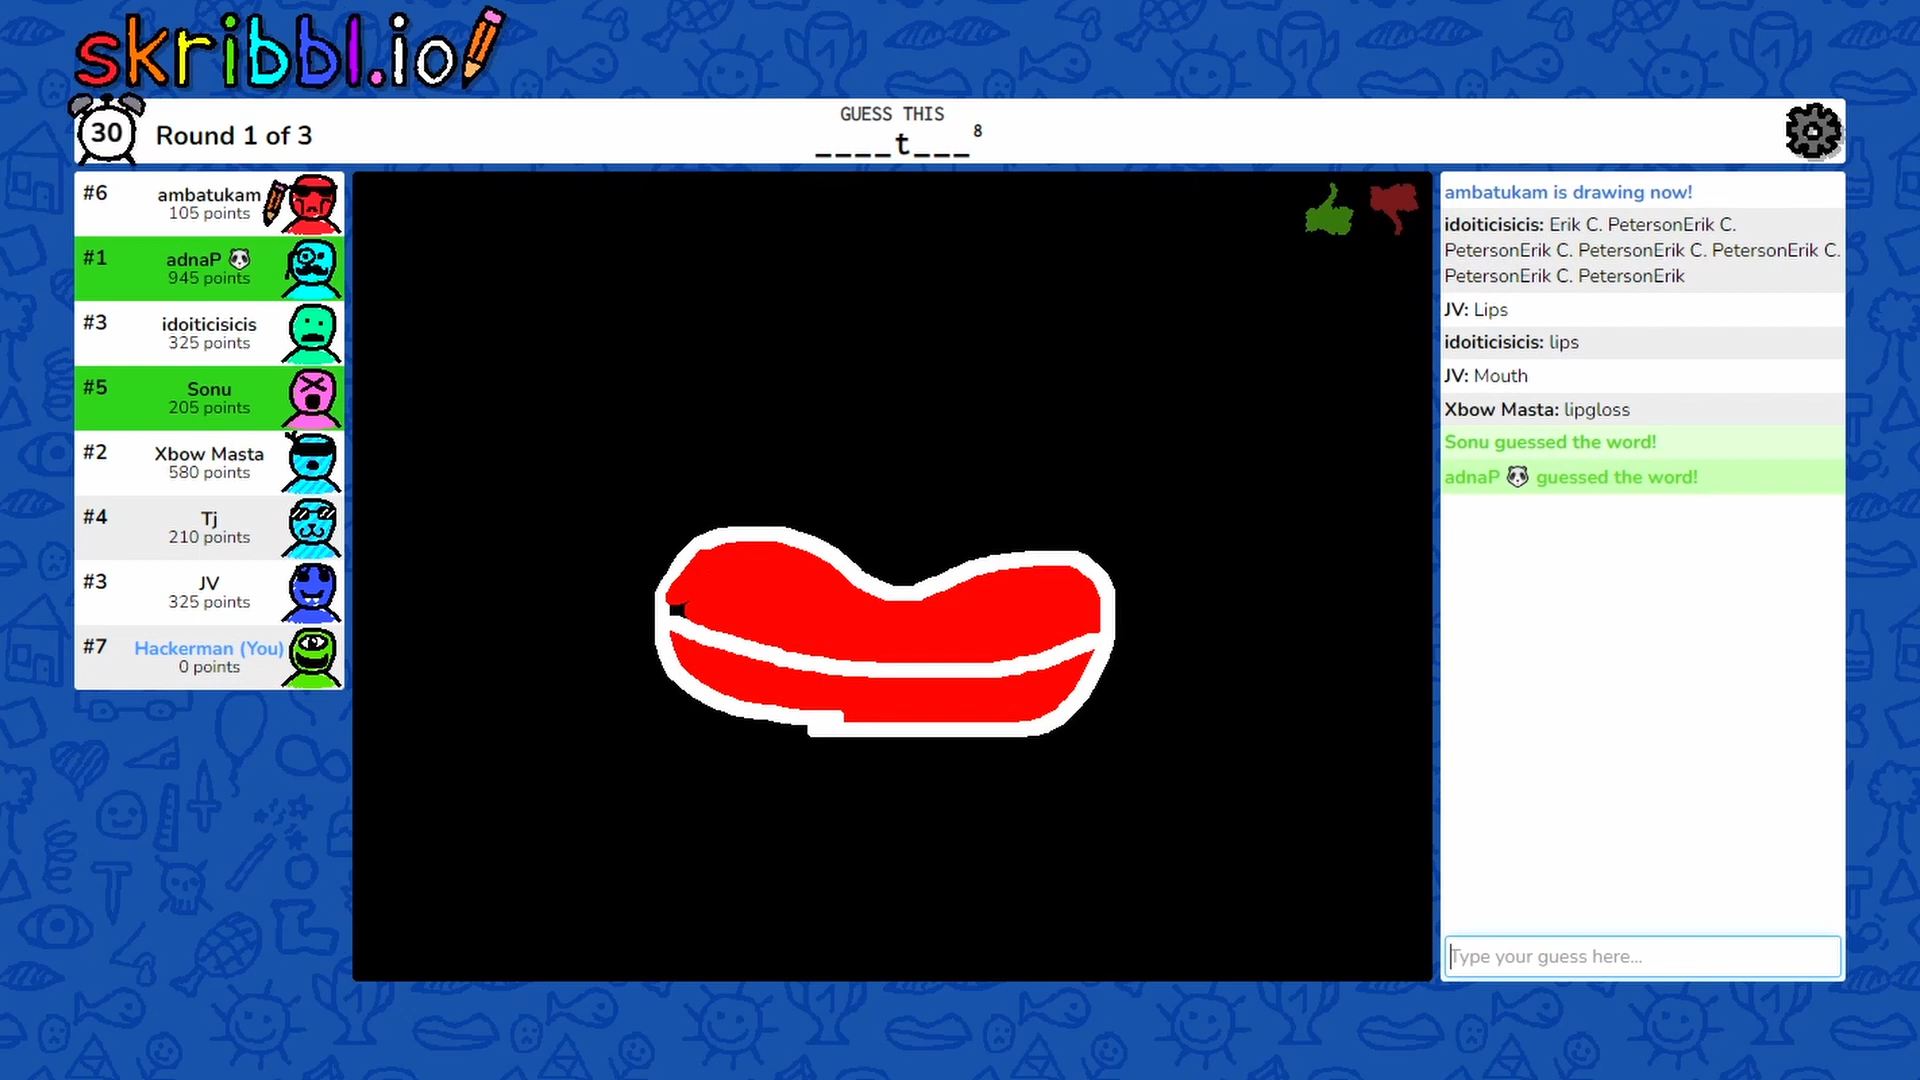 skribbl.io
30
Round 1 of 3
GUESS THIS
____t___ 8
#6
ambatukam
105 points
#1
adnaP 🐼
945 points
#3
idoiticisicis
325 points
#5
Sonu
205 points
#2
Xbow Masta
580 points
#4
Tj
210 points
#3
JV
325 points
#7
Hackerman (You)
0 points
ambatukam is drawing now!
idoiticisicis: Erik C. PetersonErik C.
PetersonErik C. PetersonErik C. PetersonErik C.
PetersonErik C. PetersonErik
JV: Lips
idoiticisicis: lips
JV: Mouth
Xbow Masta: lipgloss
Sonu guessed the word!
adnaP 🐼 guessed the word!
Type your guess here...